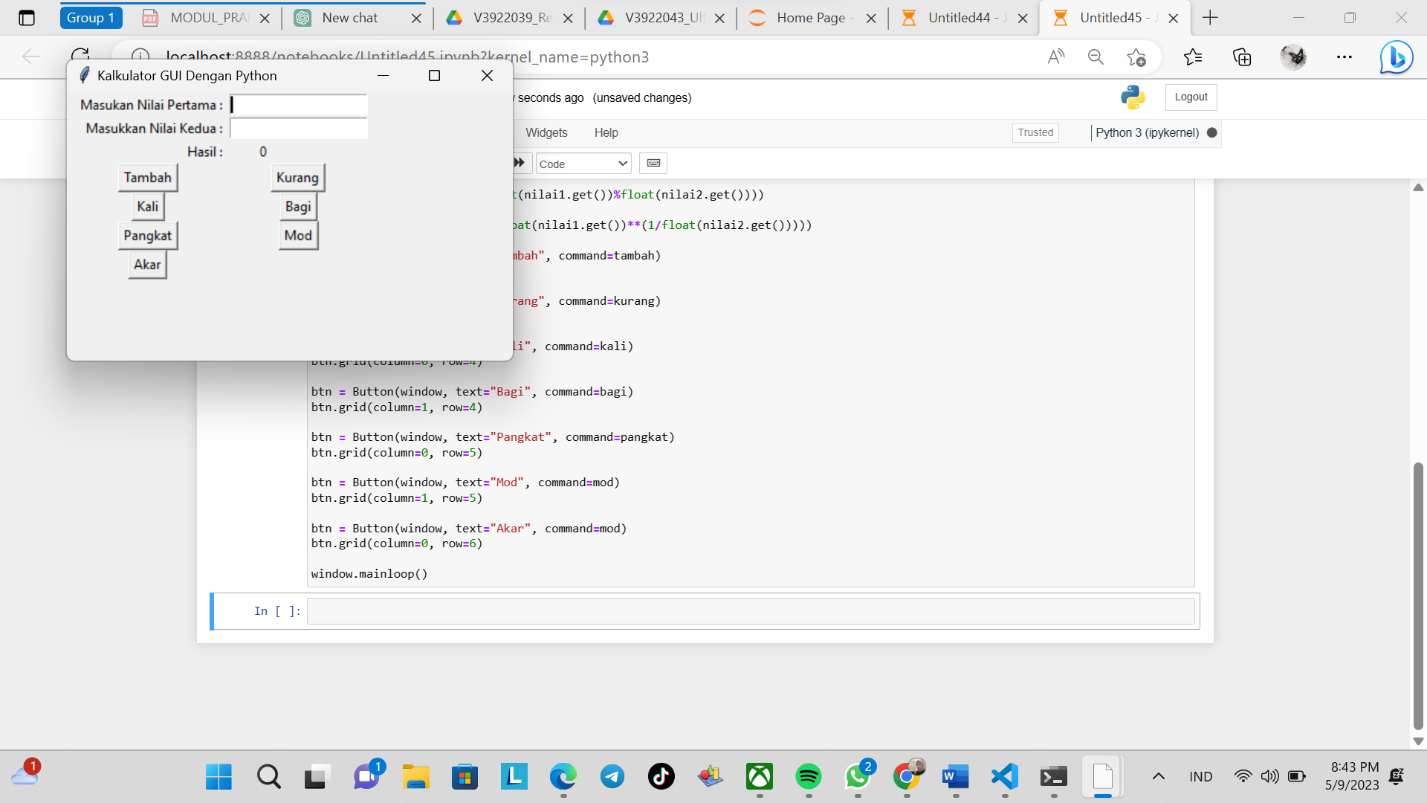 Group 1
MODUL_PRA
New chat
V3922039_Re
V3922043_Ul
Home Page -
Untitled44 - J
Untitled45 - J
localhost:8888/notebooks/Untitled45.ipynb?kernel_name=python3
Kalkulator GUI Dengan Python
Masukan Nilai Pertama :
Masukkan Nilai Kedua :
Hasil : 0
Tambah Kurang
Kali Bagi
Pangkat Mod
Akar
seconds ago (unsaved changes)
Logout
Widgets Help
Trusted
Python 3 (ipykernel)
Code
(nilai1.get())%float(nilai2.get())))
oat(nilai1.get())**(1/float(nilai2.get()))))
mbah", command=tambah)
rang", command=kurang)
li", command=kali)
btn.grid(column=0, row=4)
btn = Button(window, text="Bagi", command=bagi)
btn.grid(column=1, row=4)
btn = Button(window, text="Pangkat", command=pangkat)
btn.grid(column=0, row=5)
btn = Button(window, text="Mod", command=mod)
btn.grid(column=1, row=5)
btn = Button(window, text="Akar", command=mod)
btn.grid(column=0, row=6)
window.mainloop()
In [ ]:
1
1
2
IND
8:43 PM
5/9/2023